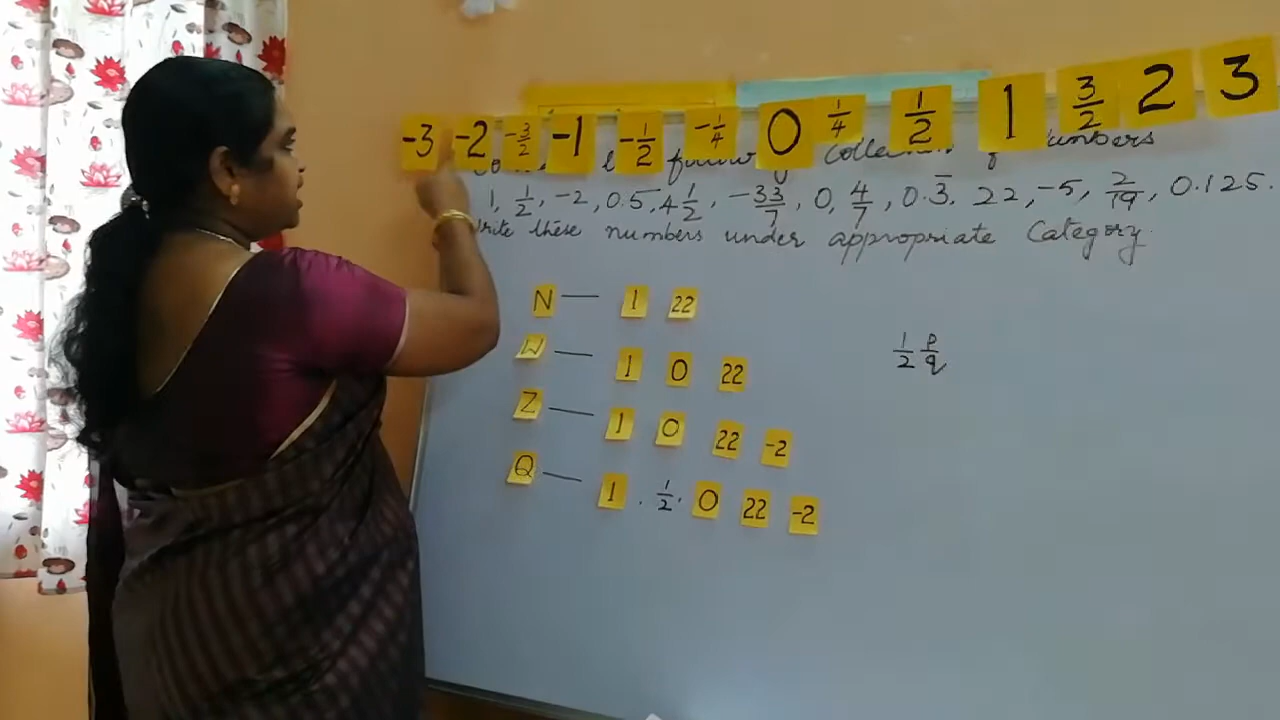 -3 -2 -3/2 -1 -1/2 -1/4 0 1/4 1/2 1 3/2 2 3
follow numbers
1, 1/2, -2, 0.5, 4 1/2, -33/7, 0, 4/7, 0.3̅, 22, -5, 2/19, 0.125.
these numbers under appropriate Category.
N — 1 22
W — 1 0 22
Z — 1 0 22 -2
Q — 1 . 1/2 . 0 22 -2
1/2 p/q